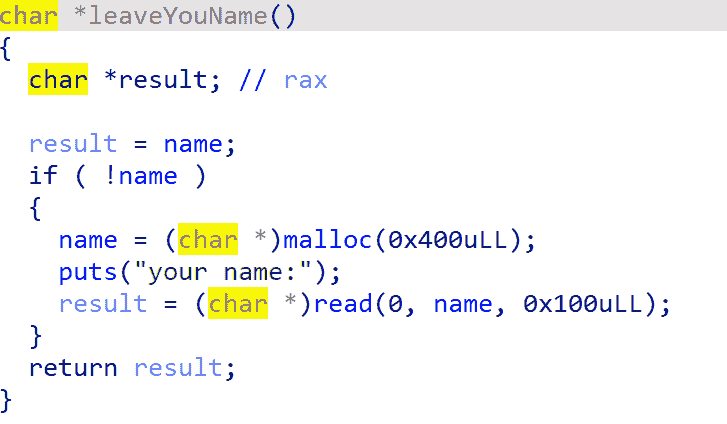 char *leaveYouName()
{
  char *result; // rax

  result = name;
  if ( !name )
  {
    name = (char *)malloc(0x400uLL);
    puts("your name:");
    result = (char *)read(0, name, 0x100uLL);
  }
  return result;
}